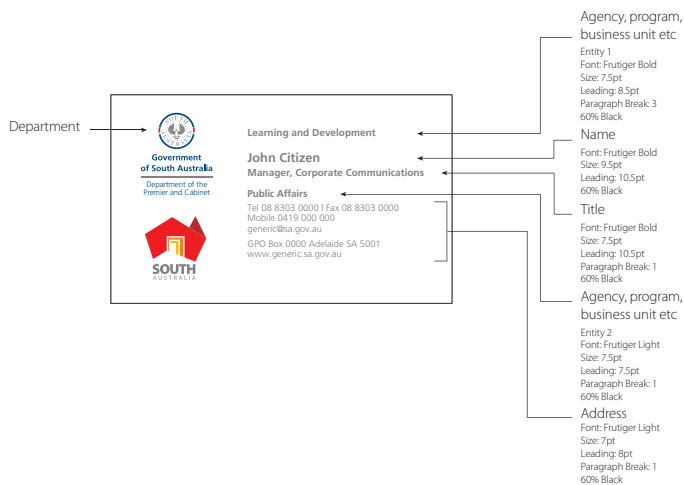 Department
SOUTH AUSTRALIA
Government
of South Australia
Department of the
Premier and Cabinet
SOUTH
AUSTRALIA
Learning and Development
John Citizen
Manager, Corporate Communications
Public Affairs
Tel 08 8303 0000 I Fax 08 8303 0000
Mobile 0419 000 000
generic@sa.gov.au
GPO Box 0000 Adelaide SA 5001
www.generic.sa.gov.au
Agency, program,
business unit etc
Entity 1
Font: Frutiger Bold
Size: 7.5pt
Leading: 8.5pt
Paragraph Break: 3
60% Black
Name
Font: Frutiger Bold
Size: 9.5pt
Leading: 10.5pt
60% Black
Title
Font: Frutiger Bold
Size: 7.5pt
Leading: 10.5pt
Paragraph Break: 1
60% Black
Agency, program,
business unit etc
Entity 2
Font: Frutiger Light
Size: 7.5pt
Leading: 7.5pt
Paragraph Break: 1
60% Black
Address
Font: Frutiger Light
Size: 7pt
Leading: 8pt
Paragraph Break: 1
60% Black